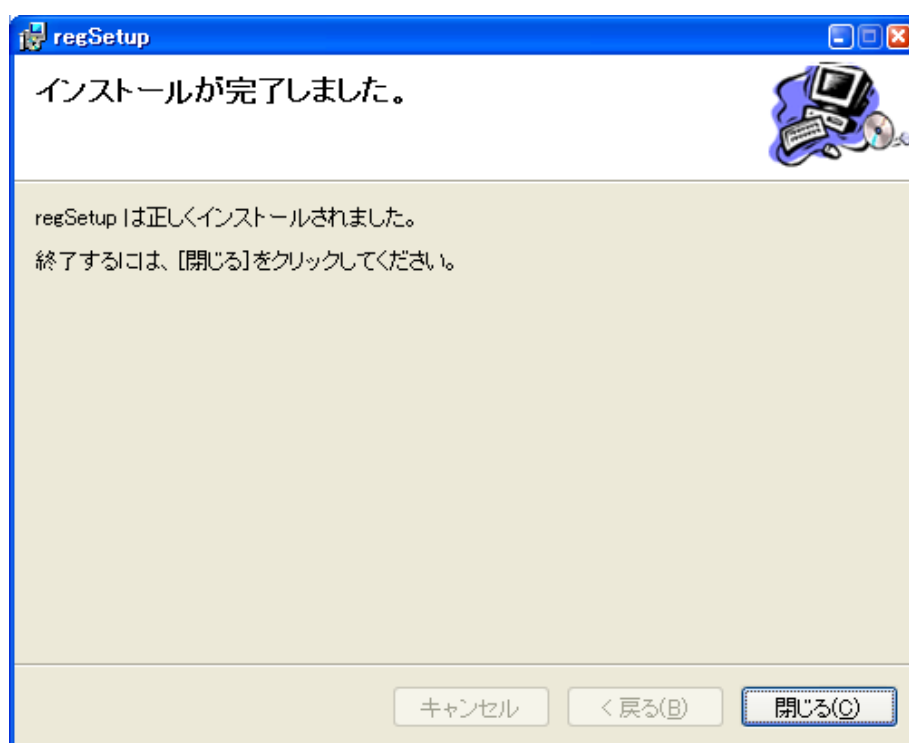 regSetup
インストールが完了しました。
regSetup は正しくインストールされました。
終了するには、[閉じる]をクリックしてください。
キャンセル
< 戻る(B)
閉じる(C)